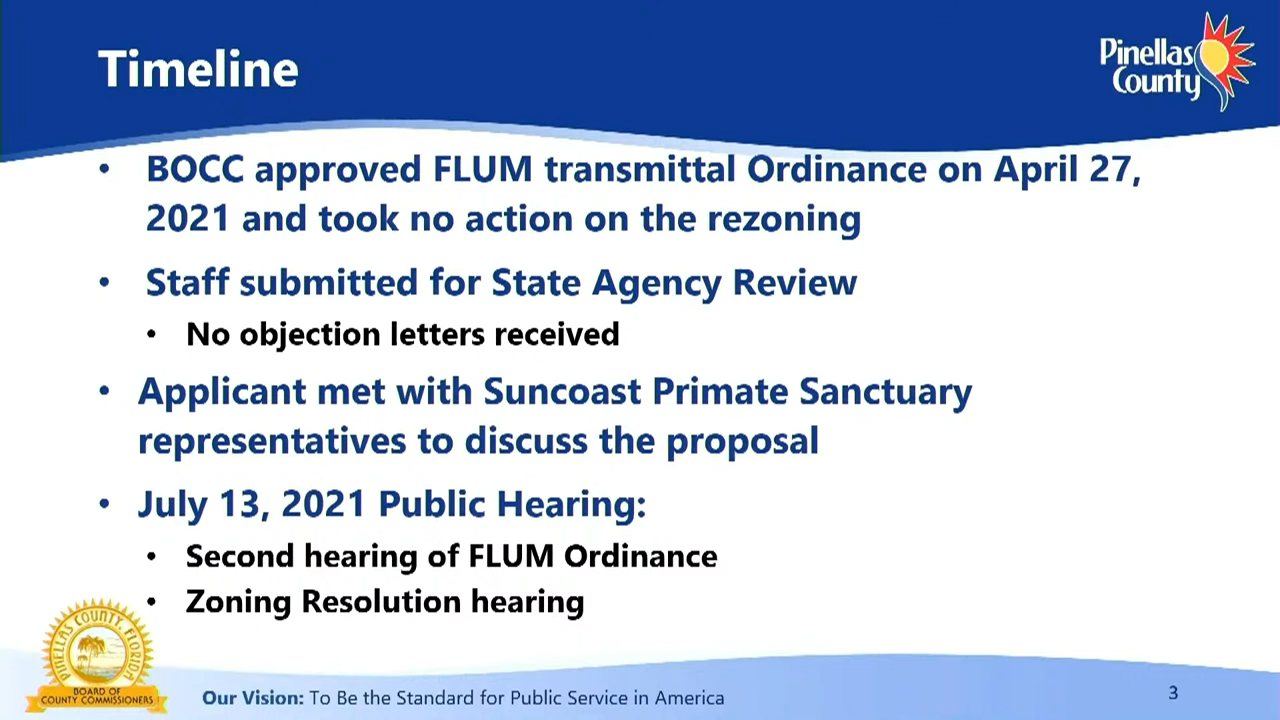 Timeline
Pinellas
County
• BOCC approved FLUM transmittal Ordinance on April 27,
2021 and took no action on the rezoning
• Staff submitted for State Agency Review
• No objection letters received
• Applicant met with Suncoast Primate Sanctuary
representatives to discuss the proposal
• July 13, 2021 Public Hearing:
• Second hearing of FLUM Ordinance
• Zoning Resolution hearing
PINELLAS COUNTY, FLORIDA
BOARD OF
COUNTY COMMISSIONERS
Our Vision: To Be the Standard for Public Service in America
3